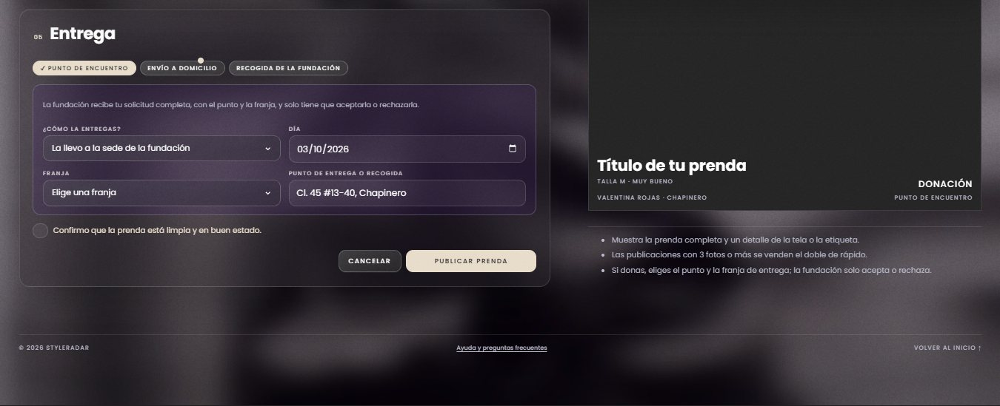 05 Entrega
✓ PUNTO DE ENCUENTRO
ENVÍO A DOMICILIO
RECOGIDA DE LA FUNDACIÓN
La fundación recibe tu solicitud completa, con el punto y la franja, y solo tiene que aceptarla o rechazarla.
¿CÓMO LA ENTREGAS?
La llevo a la sede de la fundación
DÍA
03/10/2026
FRANJA
Elige una franja
PUNTO DE ENTREGA O RECOGIDA
Cl. 45 #13-40, Chapinero
Confirmo que la prenda está limpia y en buen estado.
CANCELAR
PUBLICAR PRENDA
Título de tu prenda
TALLA M · MUY BUENO
DONACIÓN
VALENTINA ROJAS · CHAPINERO
PUNTO DE ENCUENTRO
• Muestra la prenda completa y un detalle de la tela o la etiqueta.
• Las publicaciones con 3 fotos o más se venden el doble de rápido.
• Si donas, eliges el punto y la franja de entrega; la fundación solo acepta o rechaza.
© 2026 STYLERADAR
Ayuda y preguntas frecuentes
VOLVER AL INICIO ↑